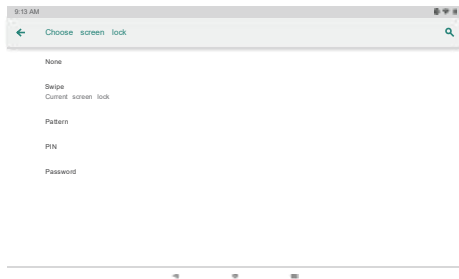 9:13 AM
Choose screen lock
None
Swipe
Current screen lock
Pattern
PIN
Password